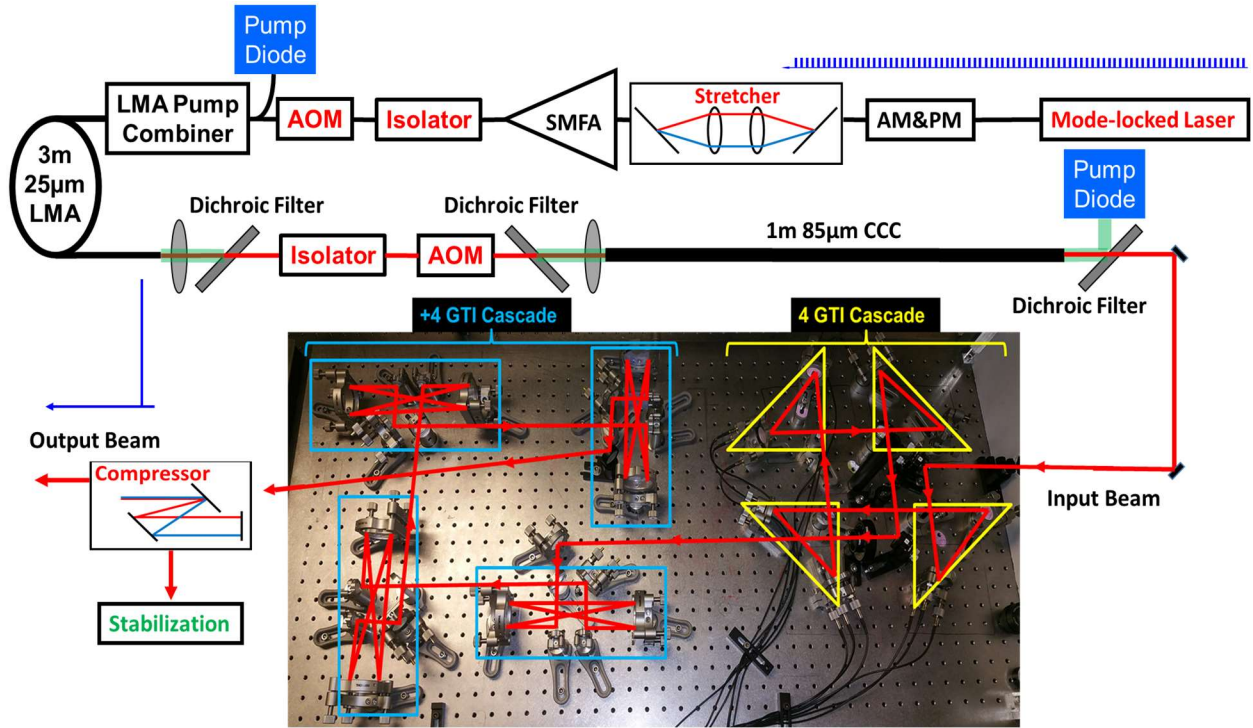 Pump
Diode
LMA Pump
Combiner
AOM
Isolator
SMFA
Stretcher
AM&PM
Mode-locked Laser
3m
25µm
LMA
Pump
Diode
Dichroic Filter
Isolator
AOM
Dichroic Filter
1m 85µm CCC
Dichroic Filter
+4 GTI Cascade
4 GTI Cascade
Output Beam
Compressor
Stabilization
Input Beam